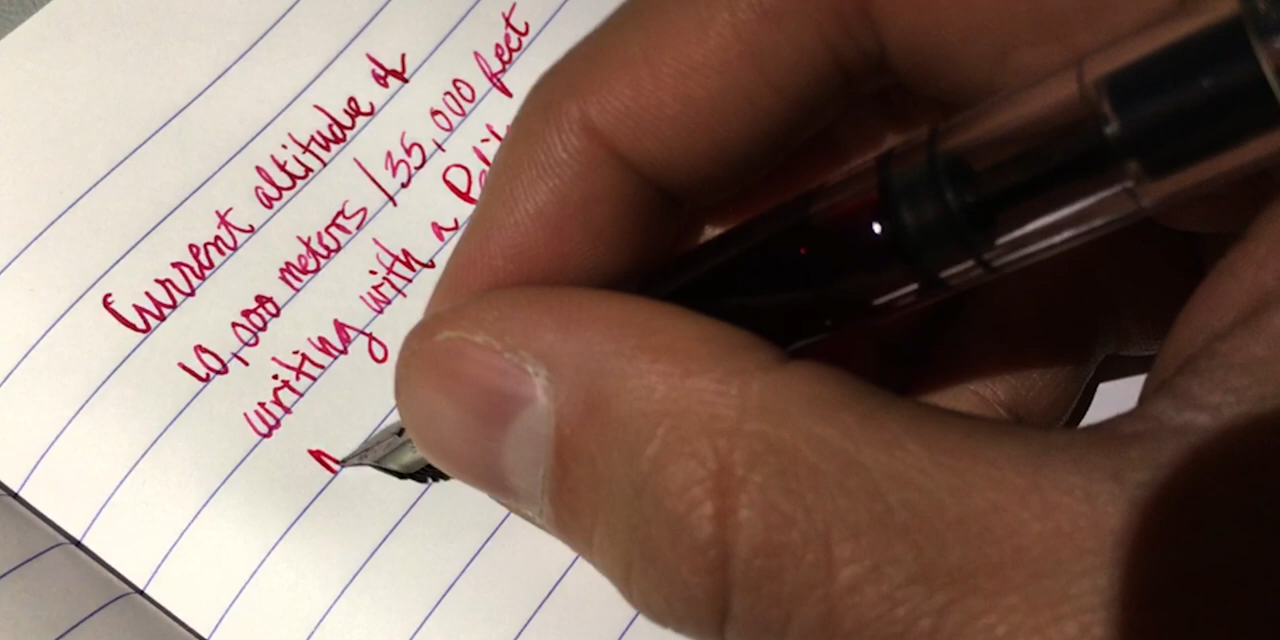 Current altitude of
10,000 meters / 35,000 feet
writing with a